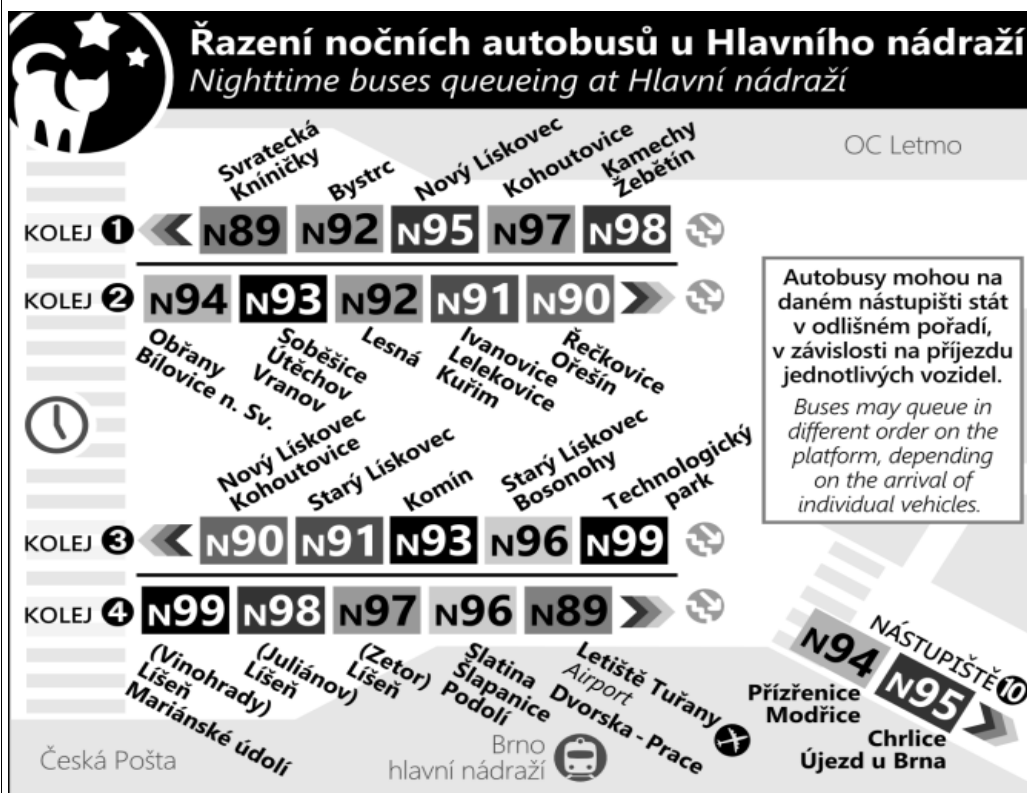 Řazení nočních autobusů u Hlavního nádraží
Nighttime buses queueing at Hlavní nádraží
OC Letmo
Svratecká
Kníničky
Bystrc
Nový Lískovec
Kohoutovice
Kamechy
Žebětín
KOLEJ 1 N89 N92 N95 N97 N98
KOLEJ 2 N94 N93 N92 N91 N90
Obřany
Bílovice n. Sv.
Soběšice
Útěchov
Vranov
Lesná
Ivanovice
Lelekovice
Kuřim
Řečkovice
Ořešín
Autobusy mohou na
daném nástupišti stát
v odlišném pořadí,
v závislosti na příjezdu
jednotlivých vozidel.
Buses may queue in
different order on the
platform, depending
on the arrival of
individual vehicles.
Nový Lískovec
Kohoutovice
Starý Lískovec
Komín
Starý Lískovec
Bosonohy
Technologický
park
KOLEJ 3 N90 N91 N93 N96 N99
KOLEJ 4 N99 N98 N97 N96 N89
(Vinohrady)
Líšeň
Mariánské údolí
(Juliánov)
Líšeň
(Zetor)
Líšeň
Slatina
Šlapanice
Podolí
Letiště Tuřany
Airport
Dvorska - Prace
NÁSTUPIŠTĚ 10
N94 N95
Přízřenice
Modřice
Chrlice
Újezd u Brna
Česká Pošta
Brno
hlavní nádraží